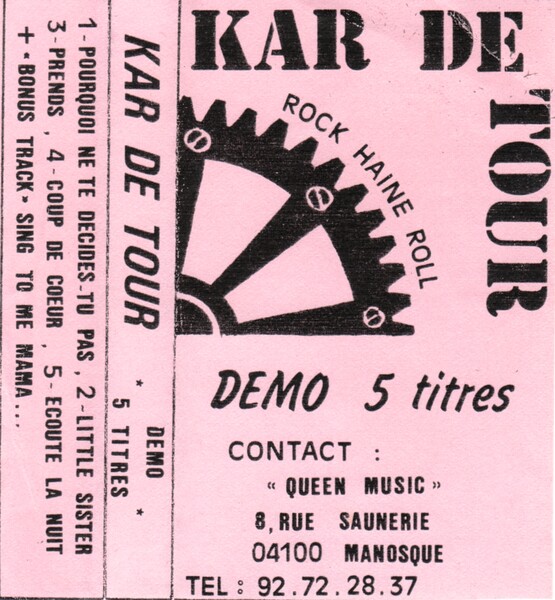 KAR DE
TOUR
ROCK HAINE ROLL
DEMO 5 titres
CONTACT :
« QUEEN MUSIC »
8, RUE SAUNERIE
04100 MANOSQUE
TEL : 92.72.28.37
KAR DE TOUR * DEMO *
5 TITRES
1-POURQUOI NE TE DECIDES-TU PAS, 2-LITTLE SISTER
3-PRENDS, 4-COUP DE COEUR, 5-ECOUTE LA NUIT
+ «BONUS TRACK» SING TO ME MAMA...